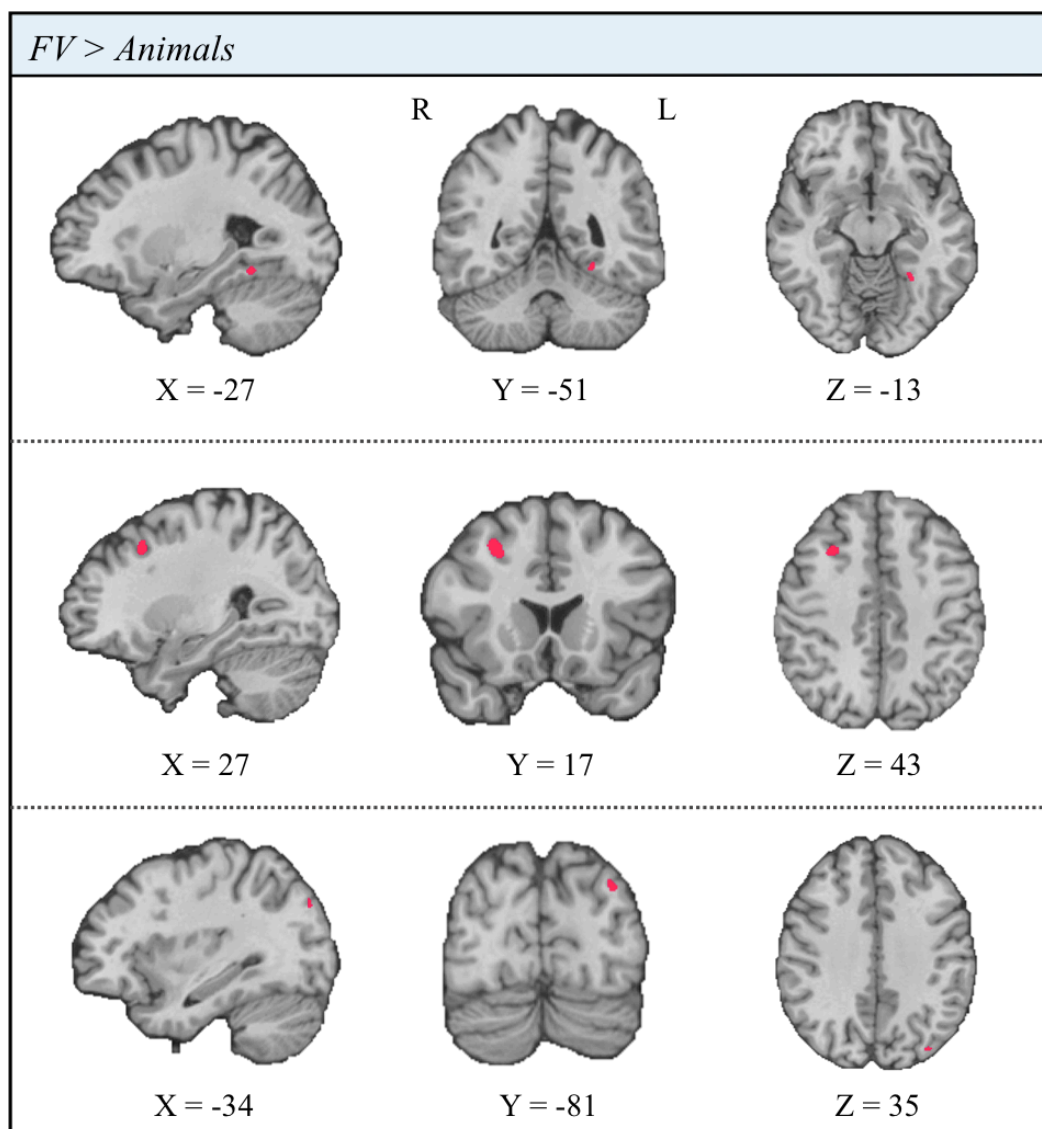 FV > Animals
R L
X = -27 Y = -51 Z = -13
X = 27 Y = 17 Z = 43
X = -34 Y = -81 Z = 35